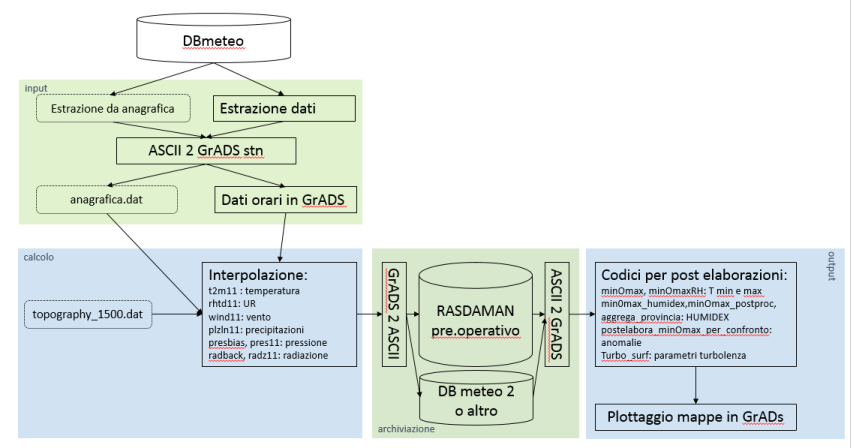 DBmeteo
input
Estrazione da anagrafica
Estrazione dati
ASCII 2 GrADS stn
anagrafica.dat
Dati orari in GrADS
calcolo
topography_1500.dat
Interpolazione:
t2m11 : temperatura
rhtd11: UR
wind11: vento
plzln11: precipitazioni
presbias, pres11: pressione
radback, radz11: radiazione
GrADS 2 ASCII
RASDAMAN
pre.operativo
DB meteo 2
o altro
archiviazione
ASCII 2 GrADS
output
Codici per post elaborazioni:
minOmax, minOmaxRH: T min e max
min0max_humidex,minOmax_postproc,
aggrega_provincia: HUMIDEX
postelabora_minOmax_per_confronto:
anomalie
Turbo_surf: parametri turbolenza
Plottaggio mappe in GrADs